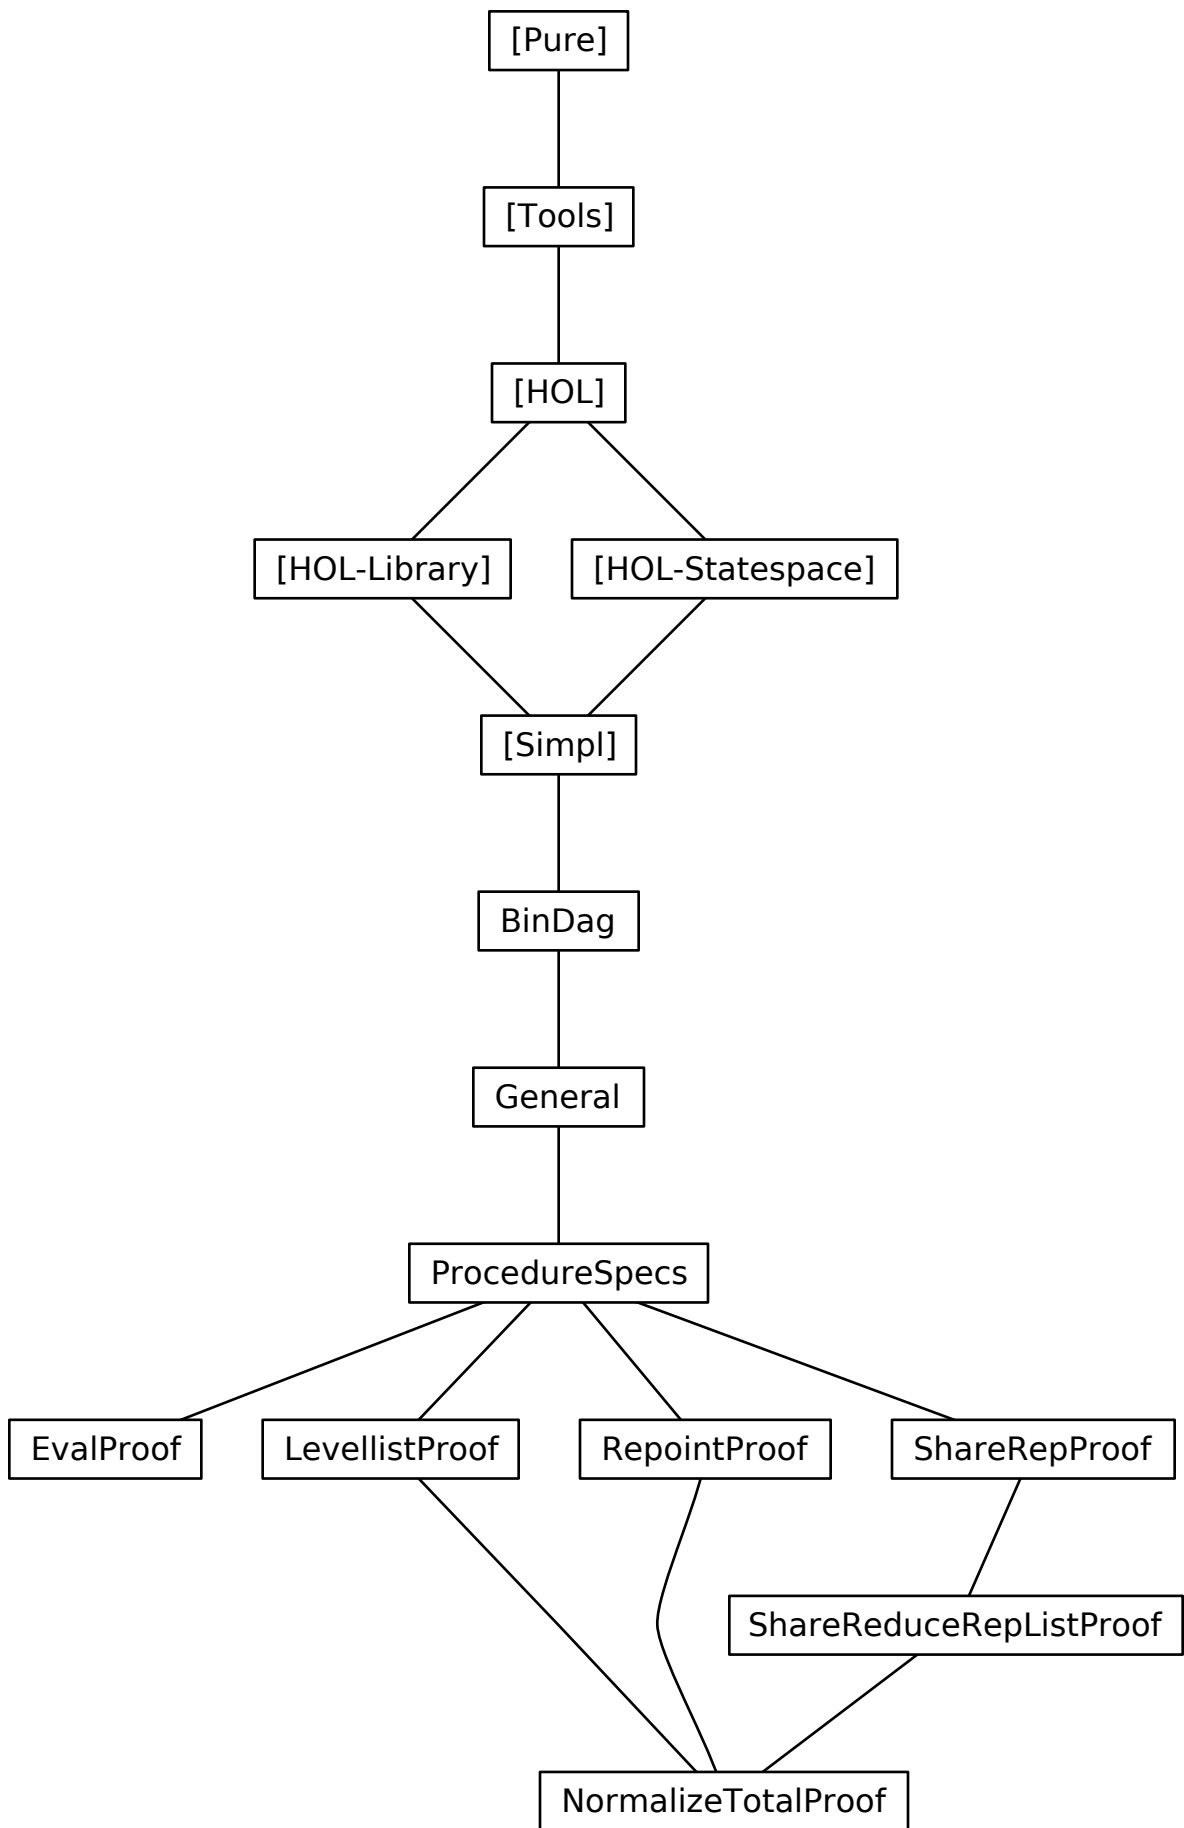 [Pure]
[Tools]
[HOL]
[HOL-Library]
[HOL-Statespace]
[Simpl]
BinDag
General
ProcedureSpecs
EvalProof
LevellistProof
RepointProof
ShareRepProof
ShareReduceRepListProof
NormalizeTotalProof